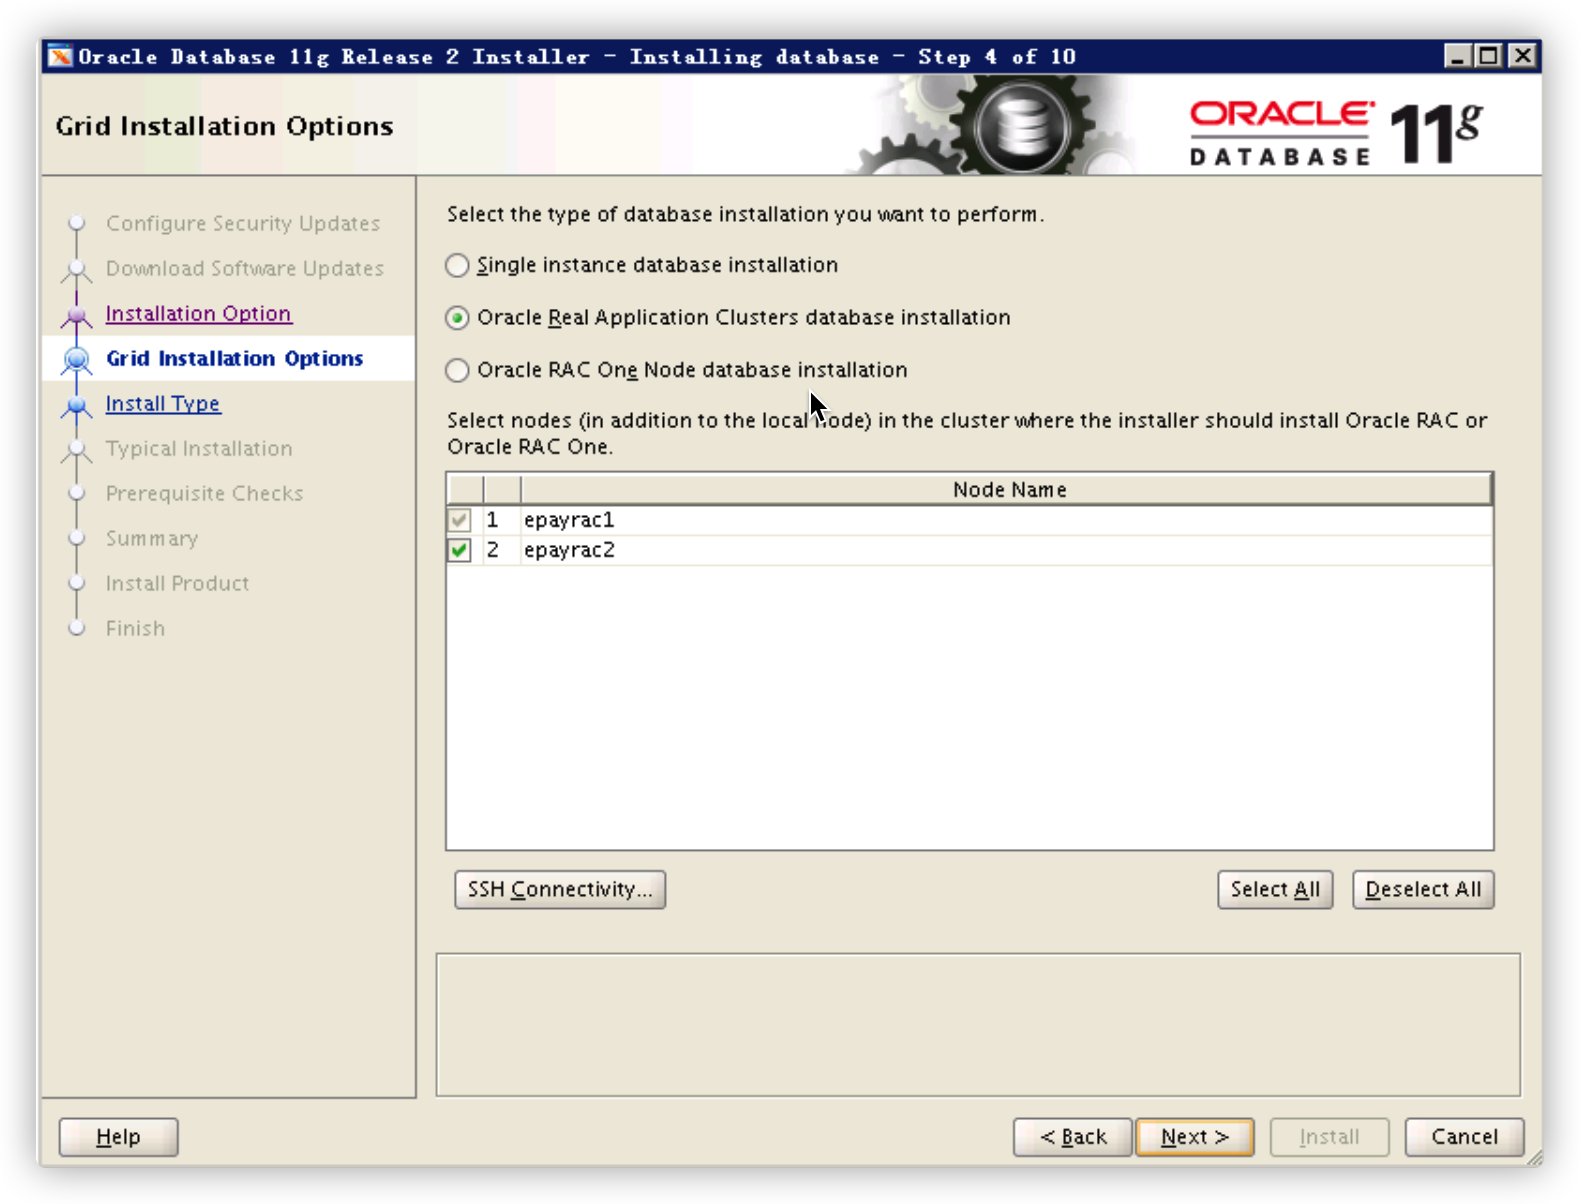 Oracle Database 11g Release 2 Installer - Installing database - Step 4 of 10
Grid Installation Options
ORACLE
DATABASE
11g
Configure Security Updates
Download Software Updates
Installation Option
Grid Installation Options
Install Type
Typical Installation
Prerequisite Checks
Summary
Install Product
Finish
Select the type of database installation you want to perform.
Single instance database installation
Oracle Real Application Clusters database installation
Oracle RAC One Node database installation
Select nodes (in addition to the local node) in the cluster where the installer should install Oracle RAC or
Oracle RAC One.
Node Name
1 epayrac1
2 epayrac2
SSH Connectivity...
Select All
Deselect All
Help
< Back
Next >
Install
Cancel